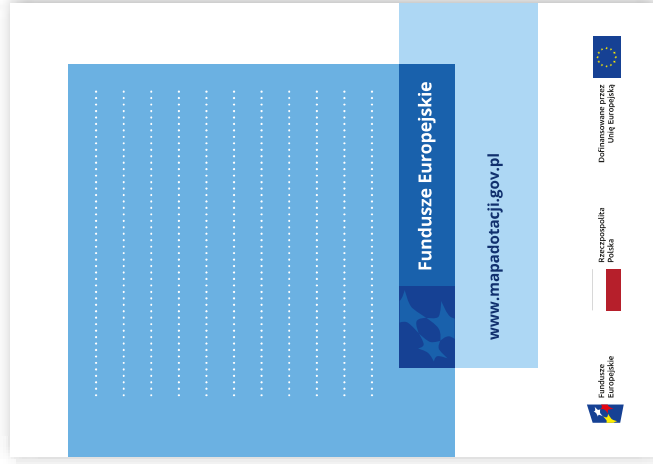 Fundusze Europejskie
www.mapadotacji.gov.pl
Fundusze
Europejskie
Rzeczpospolita
Polska
Dofinansowane przez
Unię Europejską